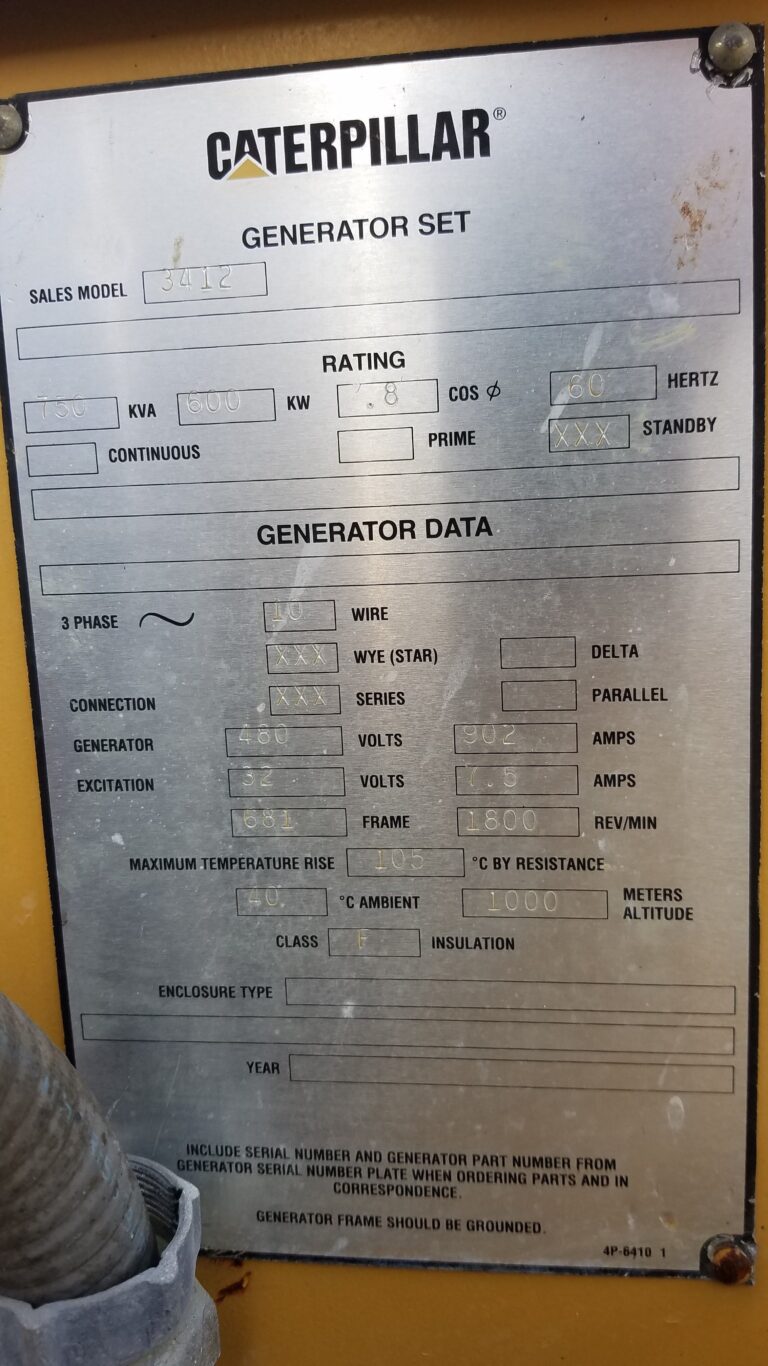 CATERPILLAR®
GENERATOR SET
SALES MODEL 3412
RATING
750 KVA 600 KW .8 COS ϕ 60 HERTZ
CONTINUOUS PRIME XXX STANDBY
GENERATOR DATA
3 PHASE ~ 10 WIRE
XXX WYE (STAR) DELTA
CONNECTION XXX SERIES PARALLEL
GENERATOR 480 VOLTS 902 AMPS
EXCITATION 32 VOLTS 7.5 AMPS
681 FRAME 1800 REV/MIN
MAXIMUM TEMPERATURE RISE 105 °C BY RESISTANCE
40 °C AMBIENT 1000 METERS ALTITUDE
CLASS F INSULATION
ENCLOSURE TYPE
YEAR
INCLUDE SERIAL NUMBER AND GENERATOR PART NUMBER FROM
GENERATOR SERIAL NUMBER PLATE WHEN ORDERING PARTS AND IN
CORRESPONDENCE.
GENERATOR FRAME SHOULD BE GROUNDED.
4P-6410 1